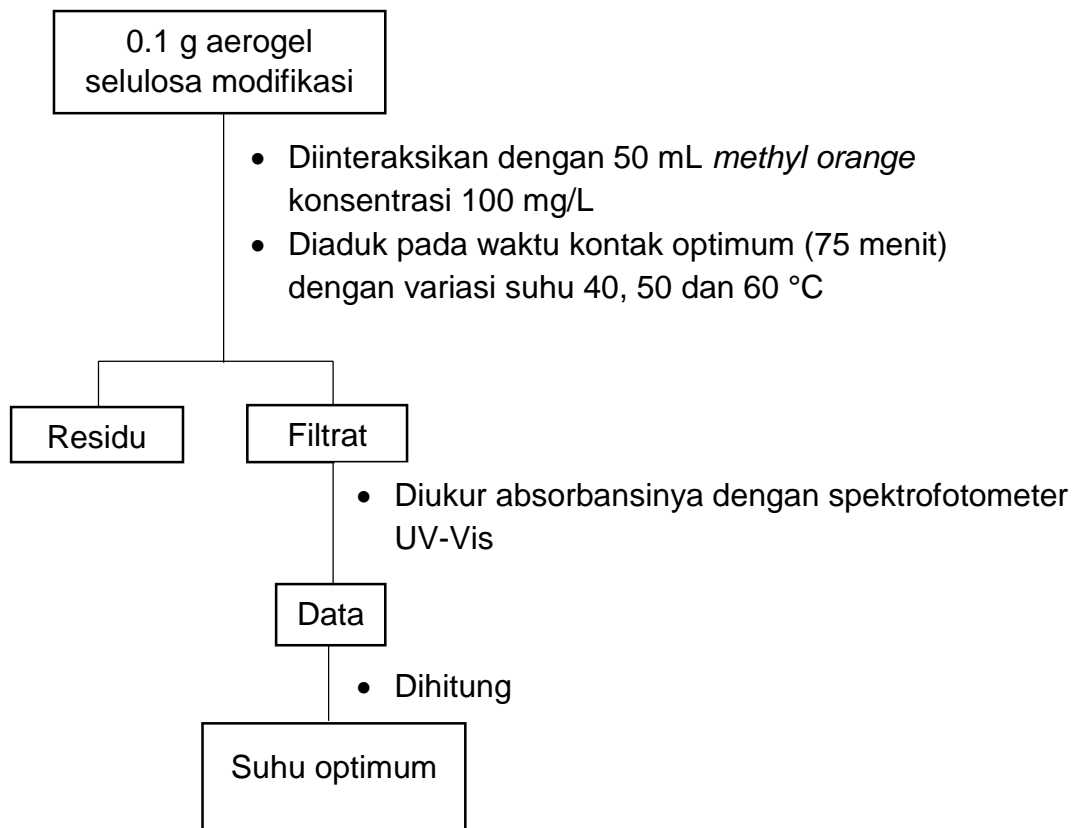 0.1 g aerogel
selulosa modifikasi
• Diinteraksikan dengan 50 mL methyl orange
konsentrasi 100 mg/L
• Diaduk pada waktu kontak optimum (75 menit)
dengan variasi suhu 40, 50 dan 60 °C
Residu
Filtrat
• Diukur absorbansinya dengan spektrofotometer
UV-Vis
Data
• Dihitung
Suhu optimum